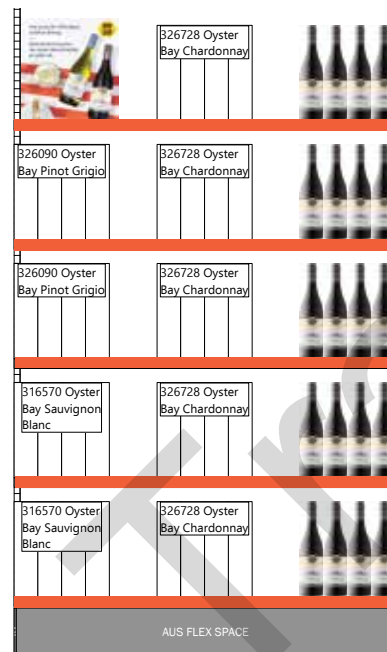 326728 Oyster
Bay Chardonnay
326090 Oyster
Bay Pinot Grigio
326728 Oyster
Bay Chardonnay
326090 Oyster
Bay Pinot Grigio
326728 Oyster
Bay Chardonnay
316570 Oyster
Bay Sauvignon
Blanc
326728 Oyster
Bay Chardonnay
316570 Oyster
Bay Sauvignon
Blanc
326728 Oyster
Bay Chardonnay
AUS FLEX SPACE